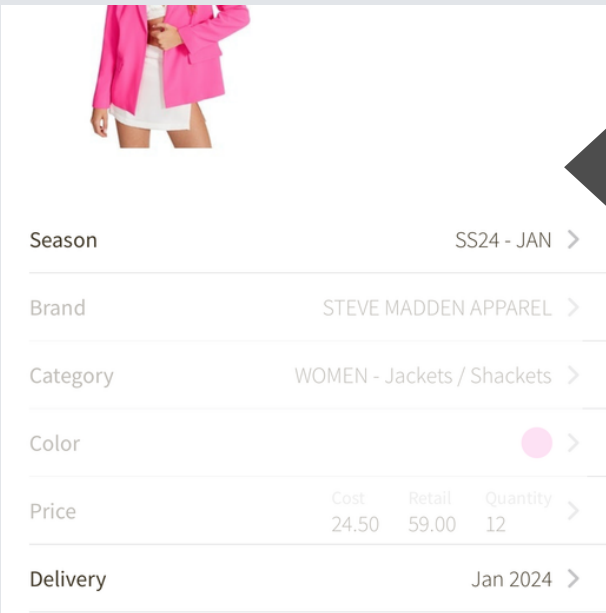 Season SS24 - JAN
Brand STEVE MADDEN APPAREL
Category WOMEN - Jackets / Shackets
Color
Cost Retail Quantity
Price 24.50 59.00 12
Delivery Jan 2024